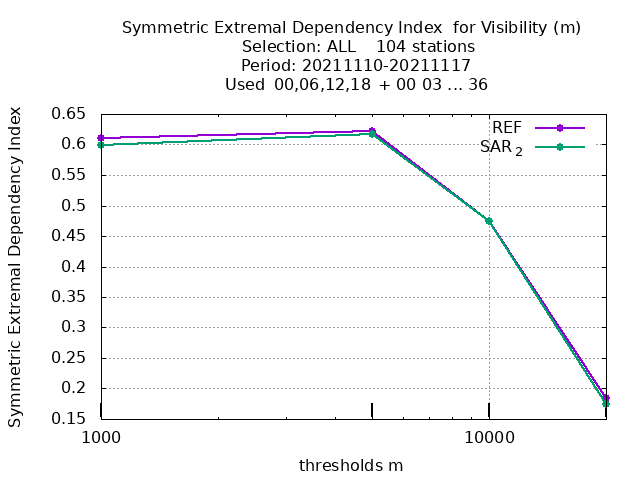 Symmetric Extremal Dependency Index  for Visibility (m)
Selection: ALL    104 stations
Period: 20211110-20211117
Used  00,06,12,18  + 00 03 ... 36
Symmetric Extremal Dependency Index
0.65
0.6
0.55
0.5
0.45
0.4
0.35
0.3
0.25
0.2
0.15
REF
SAR 2
1000
10000
thresholds m